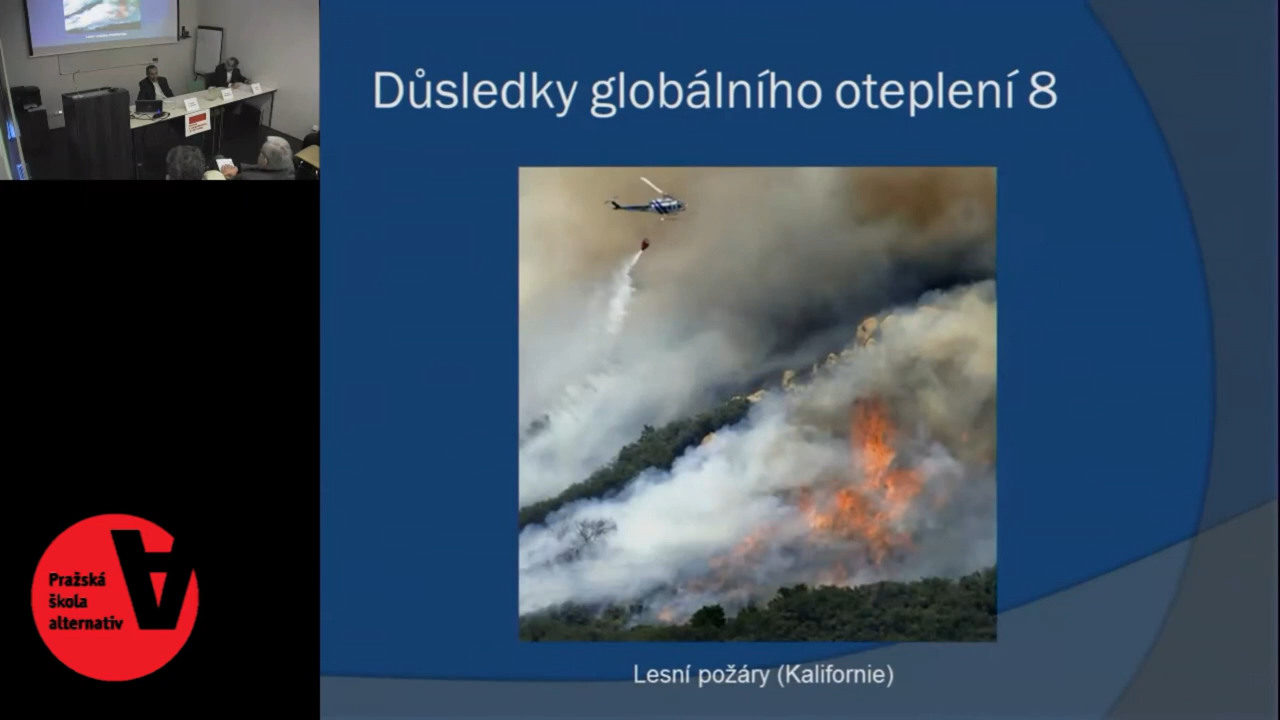 Důsledky globálního oteplení 8
Lesní požáry (Kalifornie)
Pražská
škola
alternativ